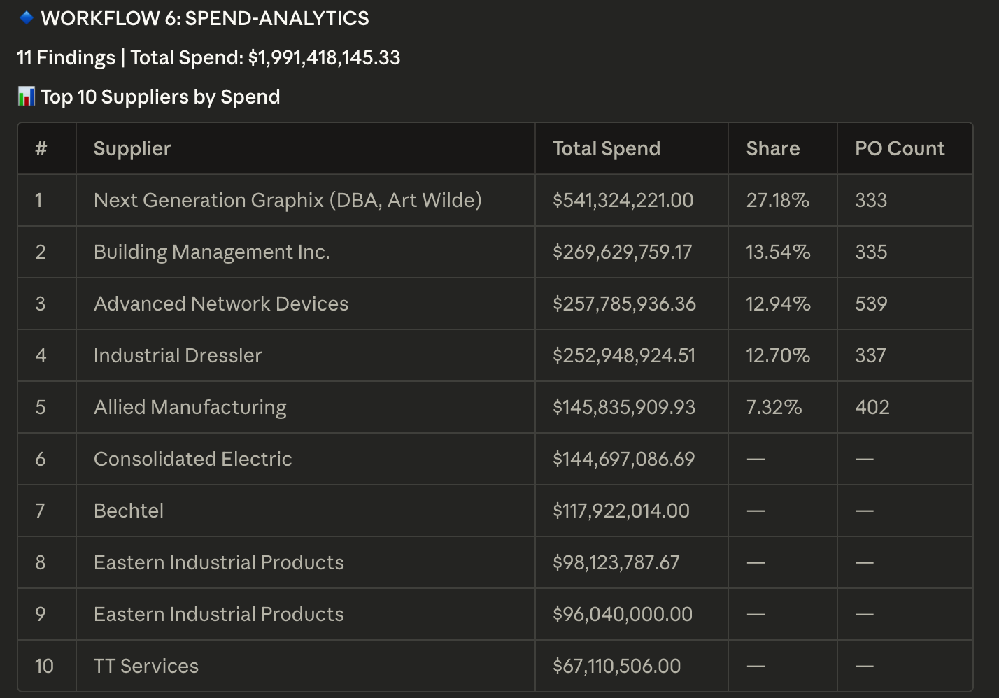 🔹 WORKFLOW 6: SPEND-ANALYTICS
11 Findings | Total Spend: $1,991,418,145.33
📊 Top 10 Suppliers by Spend
# Supplier Total Spend Share PO Count
1 Next Generation Graphix (DBA, Art Wilde) $541,324,221.00 27.18% 333
2 Building Management Inc. $269,629,759.17 13.54% 335
3 Advanced Network Devices $257,785,936.36 12.94% 539
4 Industrial Dressler $252,948,924.51 12.70% 337
5 Allied Manufacturing $145,835,909.93 7.32% 402
6 Consolidated Electric $144,697,086.69 — —
7 Bechtel $117,922,014.00 — —
8 Eastern Industrial Products $98,123,787.67 — —
9 Eastern Industrial Products $96,040,000.00 — —
10 TT Services $67,110,506.00 — —